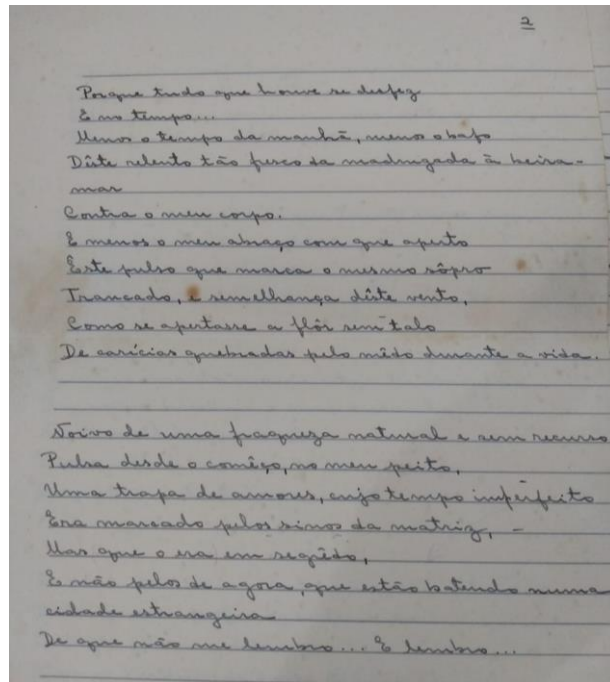 2
Porque tudo que houve se desfez
E no tempo...
Menos o tempo da manhã, menos o bafo
Dêste relento tão fresco da madrugada à beira-
mar
Contra o meu corpo.
E menos o meu abraço com que aperto
Este pulso que marca o mesmo sôpro
Trancado, e semelhança dêste vento,
Como se apertasse a flôr sem talo
De carícias quebradas pelo mêdo durante a vida.
Noivo de uma fraqueza natural e sem recurso
Pulsa desde o comêço, no meu peito,
Uma trapa de amores, cujo tempo imperfeito
Era marcado pelos sinos da matriz, -
Mas que o era em segrêdo,
E não pelos de agora, que estão batendo numa
cidade estrangeira
De que não me lembro... E lembro...